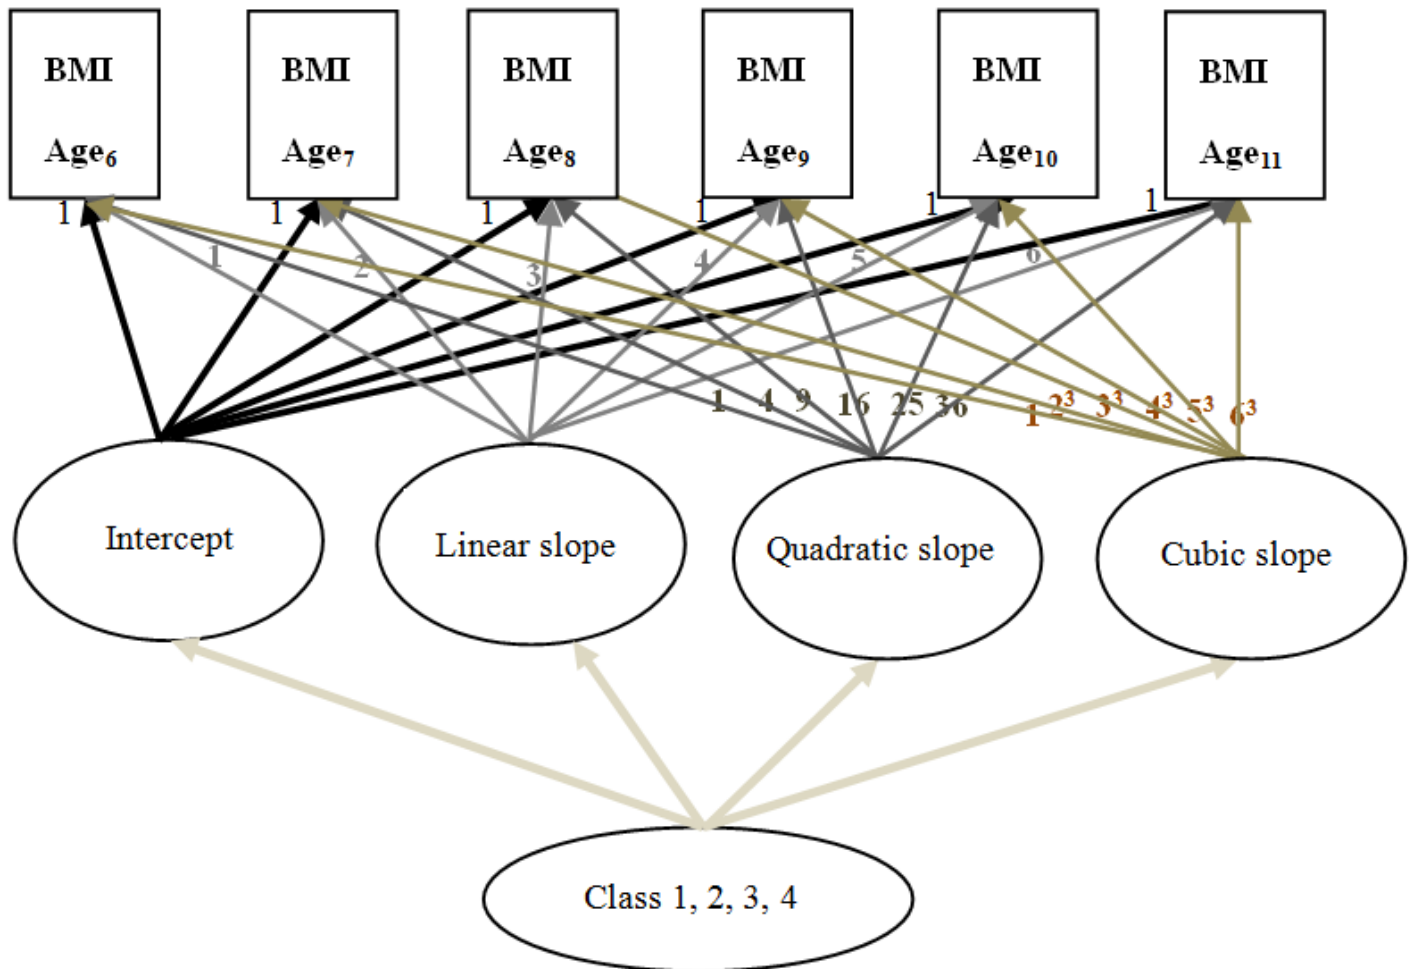 BMI
Age₆
BMI
Age₇
BMI
Age₈
BMI
Age₉
BMI
Age₁₀
BMI
Age₁₁
1 1 1 1 1 1
1 2 3 4 5 6
1 4 9 16 25 36
1 2³ 3³ 4³ 5³ 6³
Intercept
Linear slope
Quadratic slope
Cubic slope
Class 1, 2, 3, 4